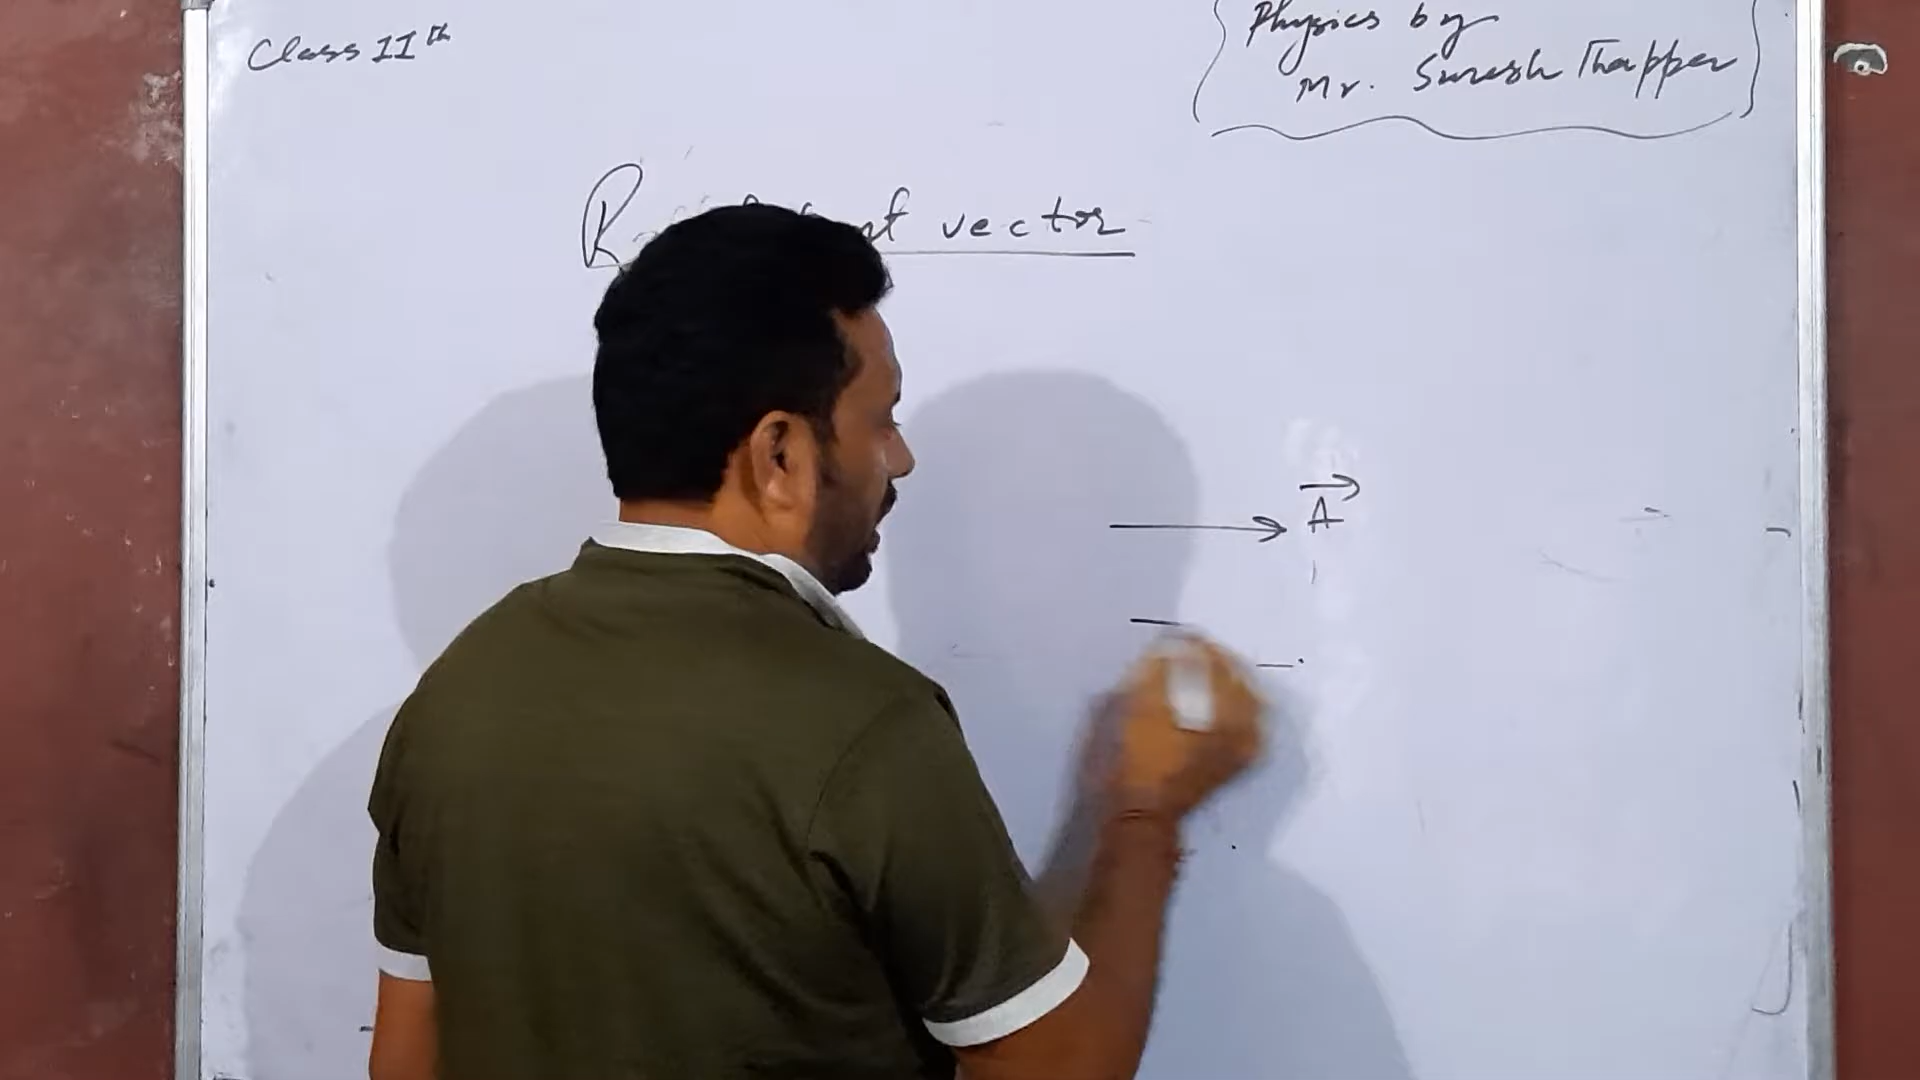 Class 11th
Physics by
Mr. Suresh Thapper
vector
A